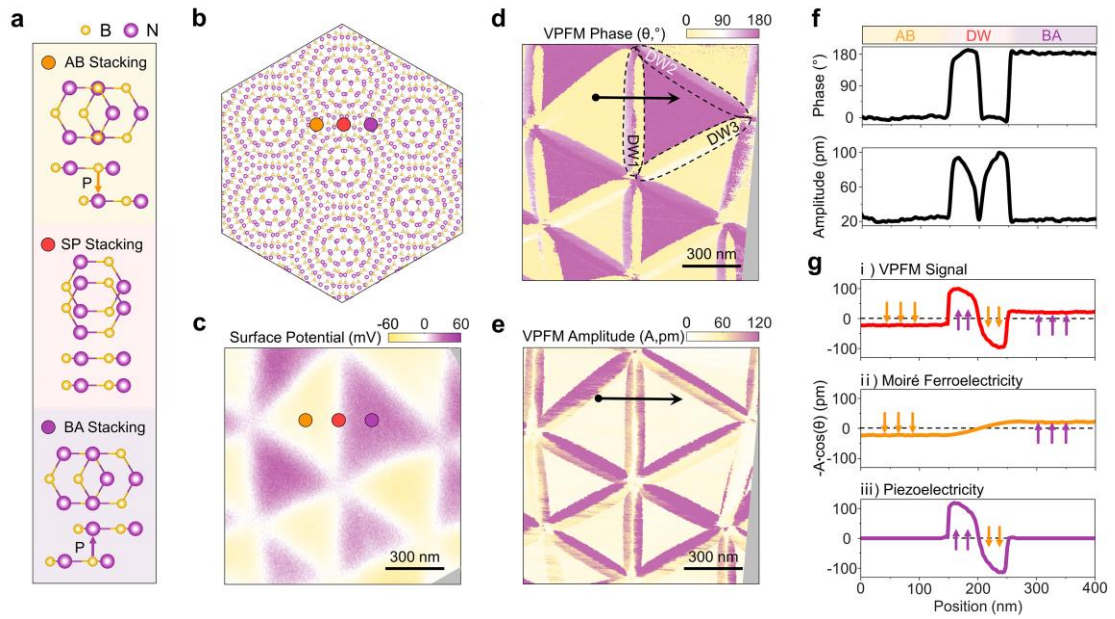 a
B N
AB Stacking
P
SP Stacking
BA Stacking
P
b
c
Surface Potential (mV)
-60 0 60
300 nm
d
0 90 180
VPFM Phase (θ,°)
DW2
DW1
DW3
300 nm
e
0 60 120
VPFM Amplitude (A,pm)
300 nm
f
AB DW BA
180
90
0
Phase (°)
100
60
20
Amplitude (pm)
g
i) VPFM Signal
100
0
-100
ii) Moiré Ferroelectricity
100
0
-100
-A·cos(θ) (pm)
iii) Piezoelectricity
100
0
-100
0 100 200 300 400
Position (nm)